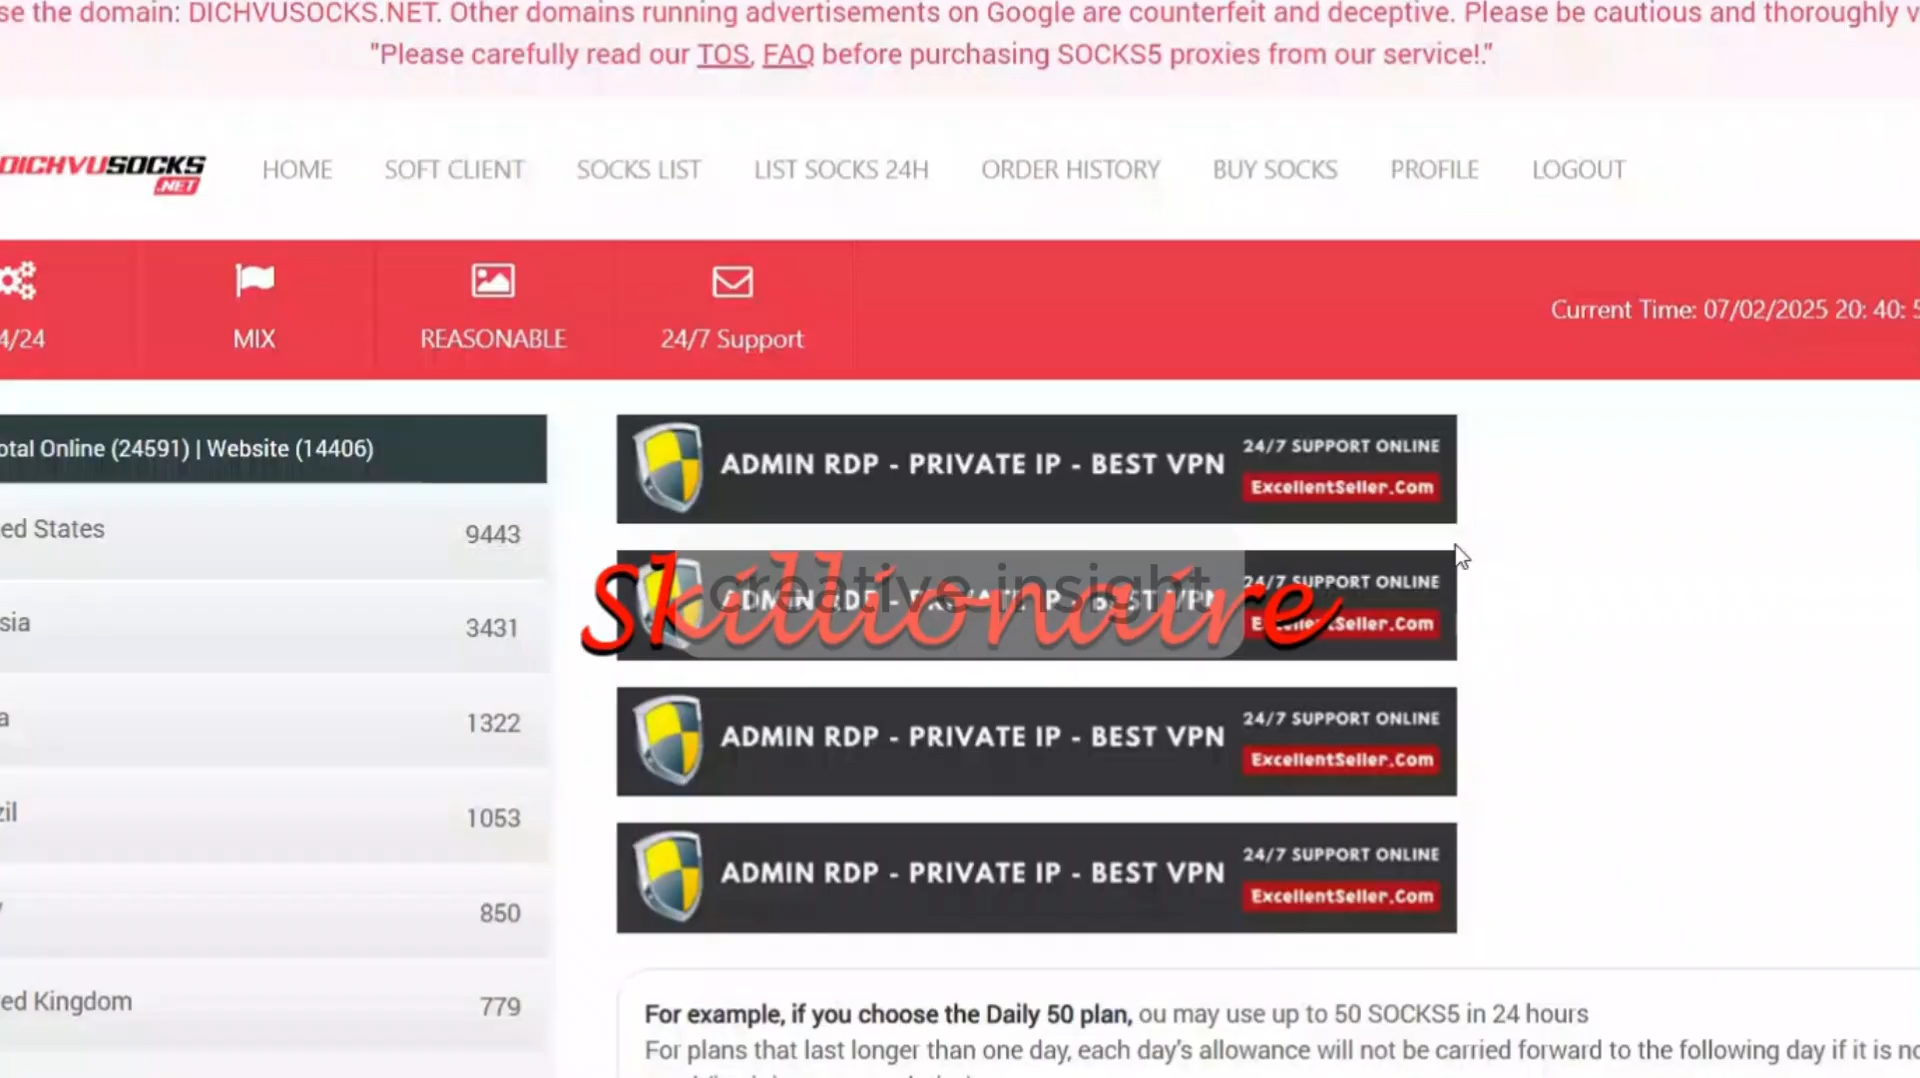 se the domain: DICHVUSOCKS.NET. Other domains running advertisements on Google are counterfeit and deceptive. Please be cautious and thoroughly v
"Please carefully read our TOS, FAQ before purchasing SOCKS5 proxies from our service!."
DICHVUSOCKS .NET
HOME SOFT CLIENT SOCKS LIST LIST SOCKS 24H ORDER HISTORY BUY SOCKS PROFILE LOGOUT
4/24 MIX REASONABLE 24/7 Support
Current Time: 07/02/2025 20: 40: 5
otal Online (24591) | Website (14406)
ed States 9443
sia 3431
a 1322
zil 1053
850
ed Kingdom 779
ADMIN RDP - PRIVATE IP - BEST VPN 24/7 SUPPORT ONLINE
ExcellentSeller.Com
ADMIN RDP - PRIVATE IP - BEST VPN 24/7 SUPPORT ONLINE
ExcellentSeller.Com
creative insight
Skillionaire
ADMIN RDP - PRIVATE IP - BEST VPN 24/7 SUPPORT ONLINE
ExcellentSeller.Com
ADMIN RDP - PRIVATE IP - BEST VPN 24/7 SUPPORT ONLINE
ExcellentSeller.Com
For example, if you choose the Daily 50 plan, ou may use up to 50 SOCKS5 in 24 hours
For plans that last longer than one day, each day's allowance will not be carried forward to the following day if it is no